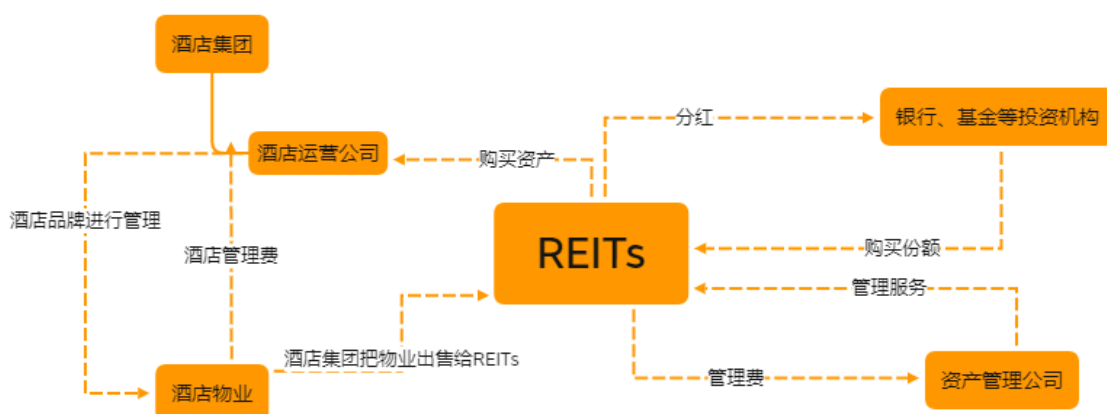 酒店集团
分红
银行、基金等投资机构
酒店运营公司
购买资产
酒店品牌进行管理
REITs
酒店管理费
购买份额
管理服务
酒店集团把物业出售给REITs
管理费
资产管理公司
酒店物业